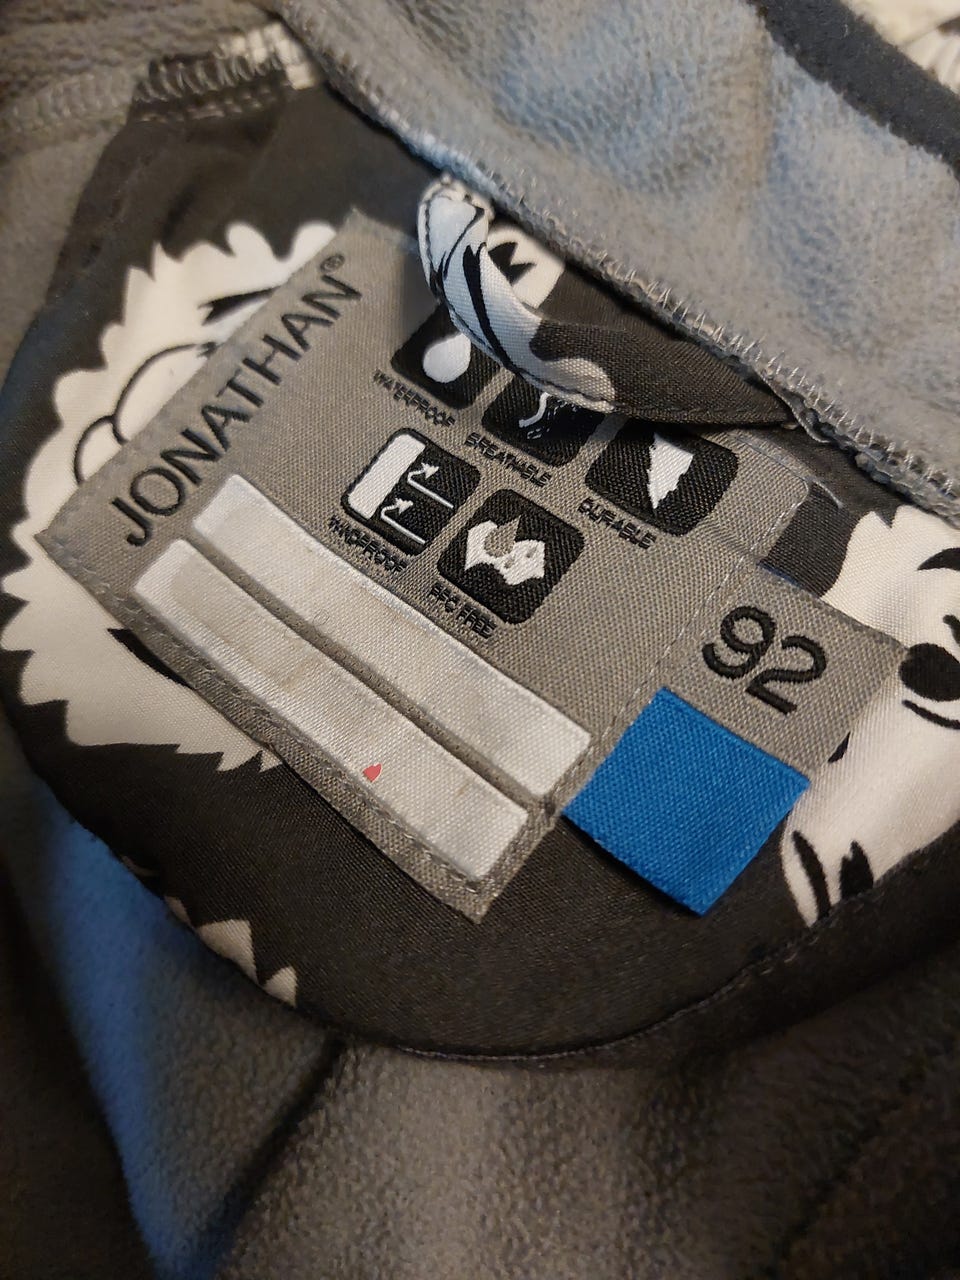 JONATHAN®
WATERPROOF
BREATHABLE
DURABLE
WINDPROOF
PFC FREE
92